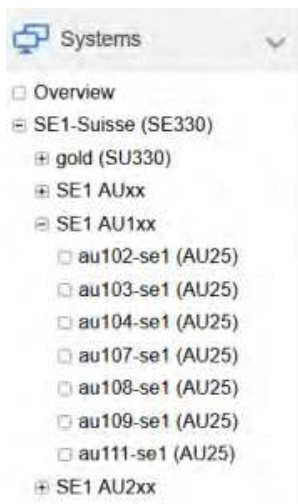 Systems
Overview
SE1-Suisse (SE330)
gold (SU330)
SE1 AUxx
SE1 AU1xx
au102-se1 (AU25)
au103-se1 (AU25)
au104-se1 (AU25)
au107-se1 (AU25)
au108-se1 (AU25)
au109-se1 (AU25)
au111-se1 (AU25)
SE1 AU2xx